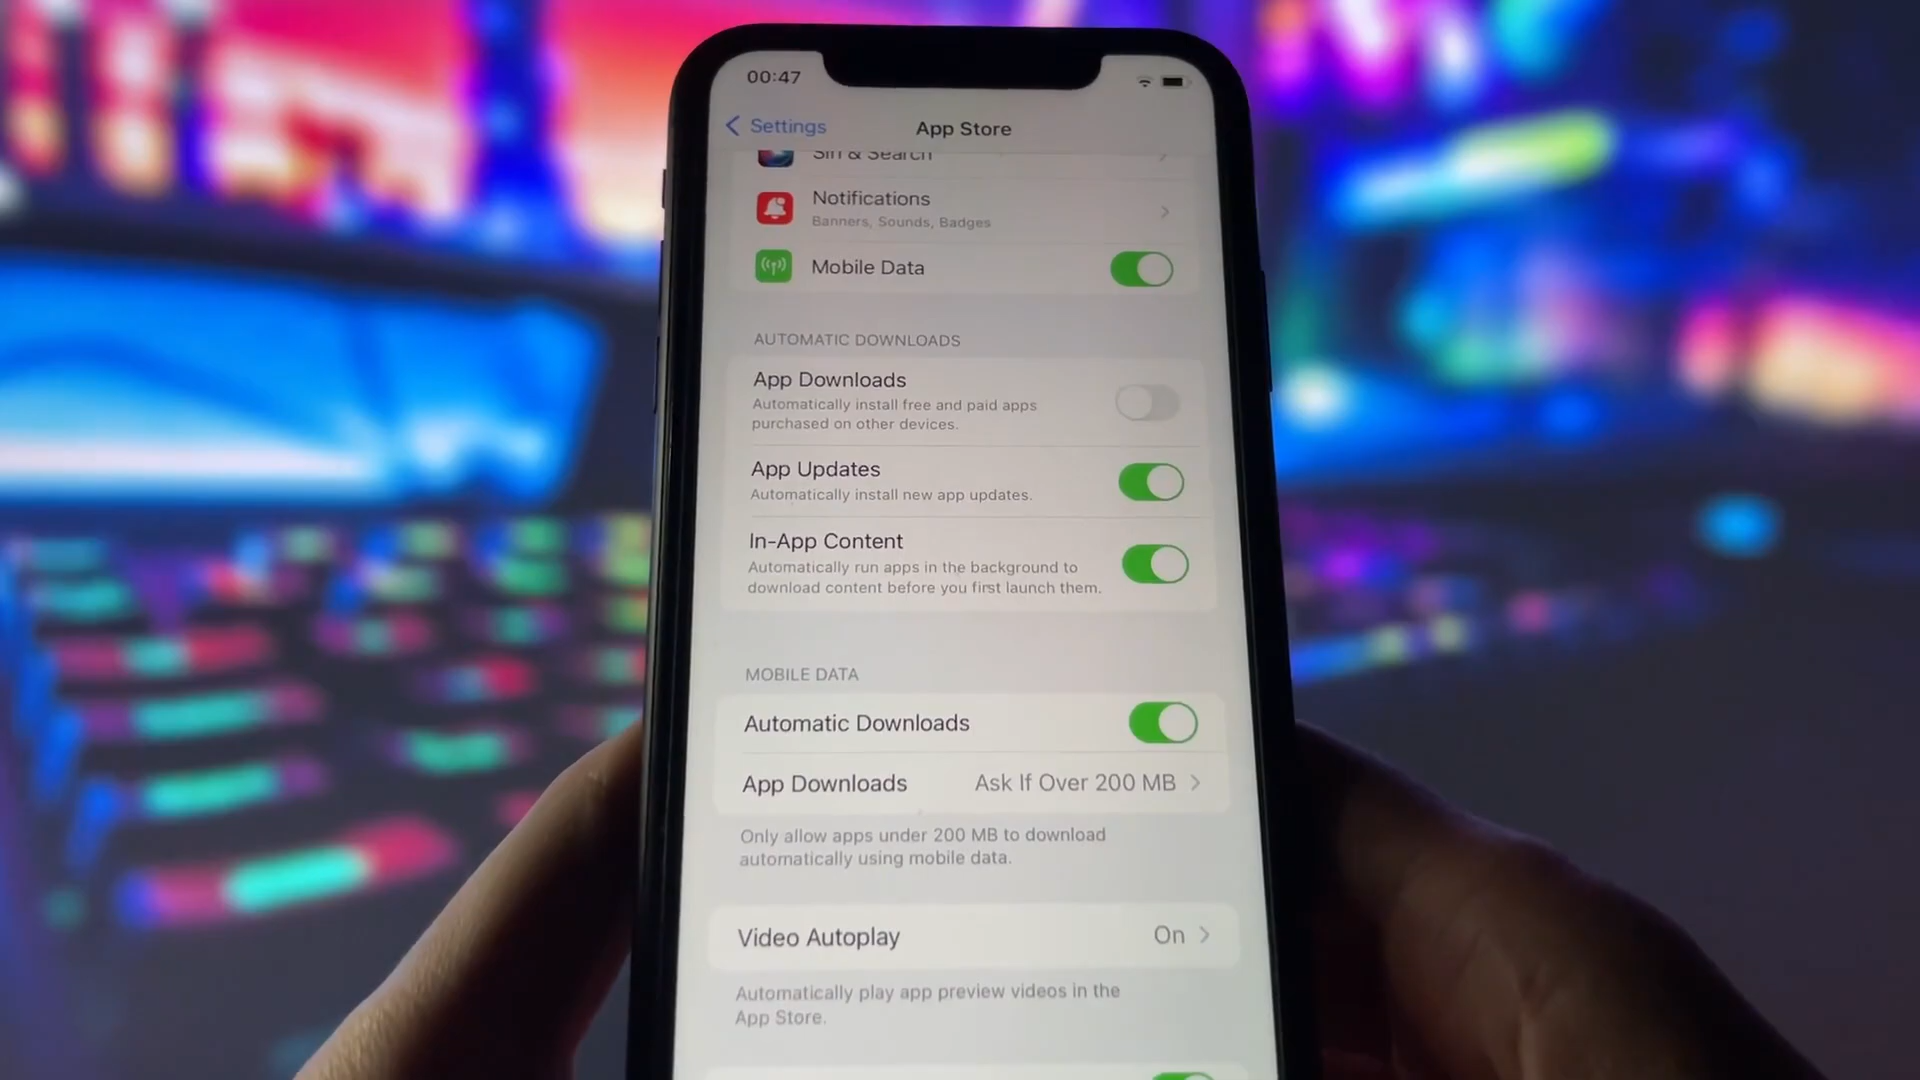 00:47
Settings
App Store
Siri & Search
Notifications
Banners, Sounds, Badges
Mobile Data
AUTOMATIC DOWNLOADS
App Downloads
Automatically install free and paid apps
purchased on other devices.
App Updates
Automatically install new app updates.
In-App Content
Automatically run apps in the background to
download content before you first launch them.
MOBILE DATA
Automatic Downloads
App Downloads Ask If Over 200 MB
Only allow apps under 200 MB to download
automatically using mobile data.
Video Autoplay On
Automatically play app preview videos in the
App Store.